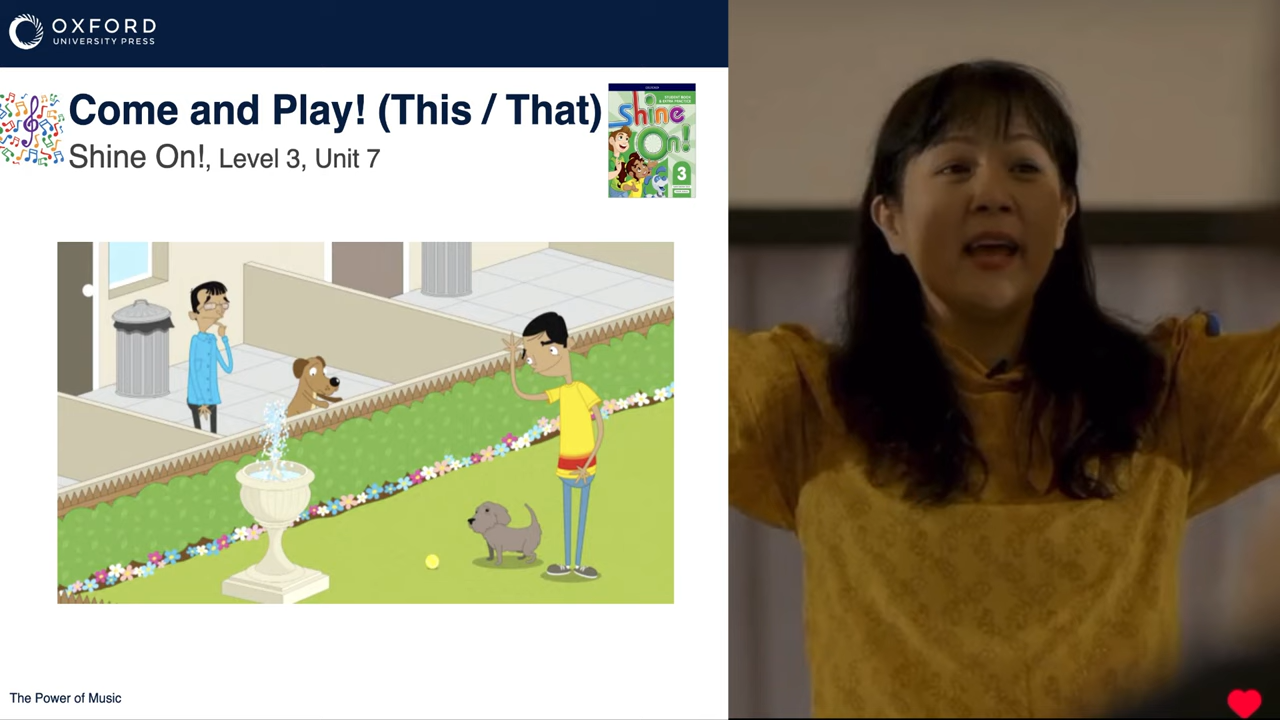 OXFORD
UNIVERSITY PRESS
Come and Play! (This / That)
Shine On!, Level 3, Unit 7
Shine
On!
3
The Power of Music